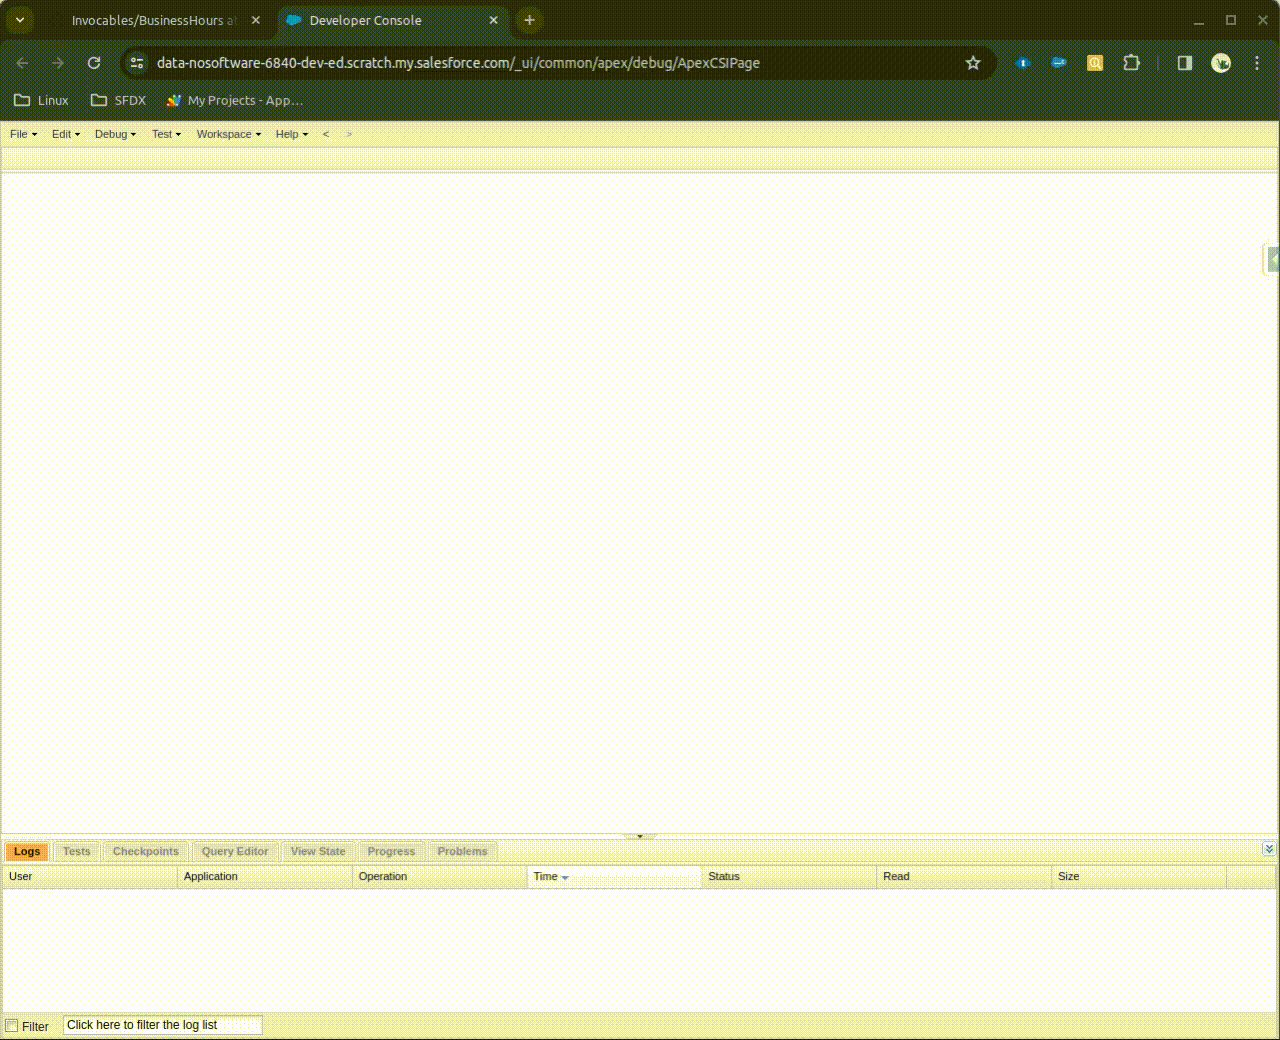 Invocables/BusinessHours at
Developer Console
data-nosoftware-6840-dev-ed.scratch.my.salesforce.com/_ui/common/apex/debug/ApexCSIPage
Linux SFDX My Projects - App...
File Edit Debug Test Workspace Help < >
Logs Tests Checkpoints Query Editor View State Progress Problems
User Application Operation Time Status Read Size
Filter Click here to filter the log list